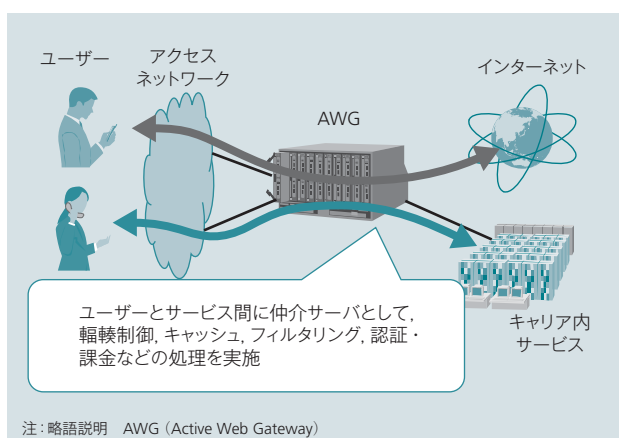 ユーザー
アクセス
ネットワーク
AWG
インターネット
ユーザーとサービス間に仲介サーバとして,
輻輳制御, キャッシュ, フィルタリング, 認証・
課金などの処理を実施
キャリア内
サービス
注：略語説明　AWG（Active Web Gateway）